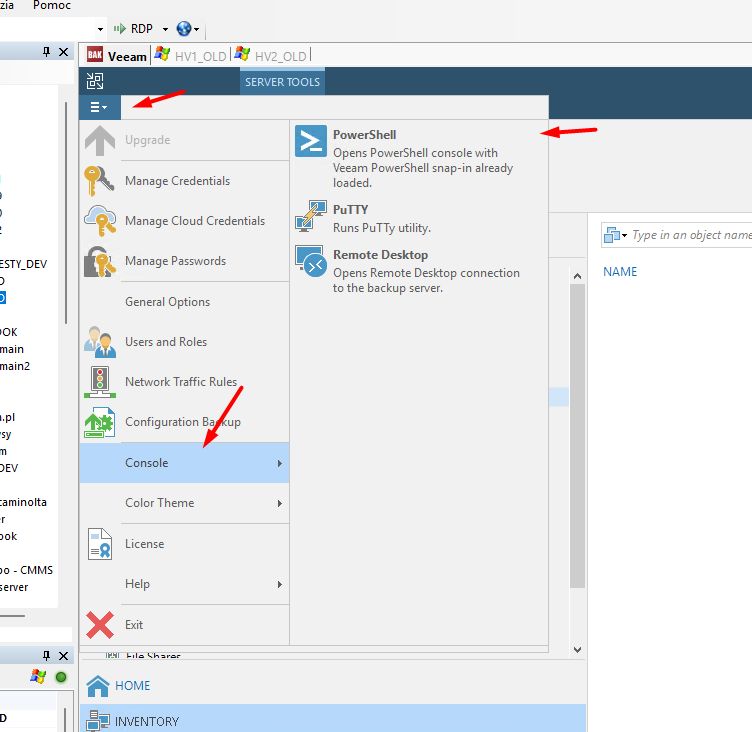 zia Pomoc
RDP
BAK Veeam HV1_OLD HV2_OLD
SERVER TOOLS
Upgrade
Manage Credentials
Manage Cloud Credentials
Manage Passwords
General Options
Users and Roles
Network Traffic Rules
Configuration Backup
Console
Color Theme
License
Help
Exit
PowerShell
Opens PowerShell console with
Veeam PowerShell snap-in already
loaded.
PuTTY
Runs PuTTy utility.
Remote Desktop
Opens Remote Desktop connection
to the backup server.
Type in an object name
NAME
ESTY_DEV
O
OOK
main
main2
n.pl
wsy
m
DEV
caminolta
er
ook
oo - CMMS
server
D
File Shares
HOME
INVENTORY